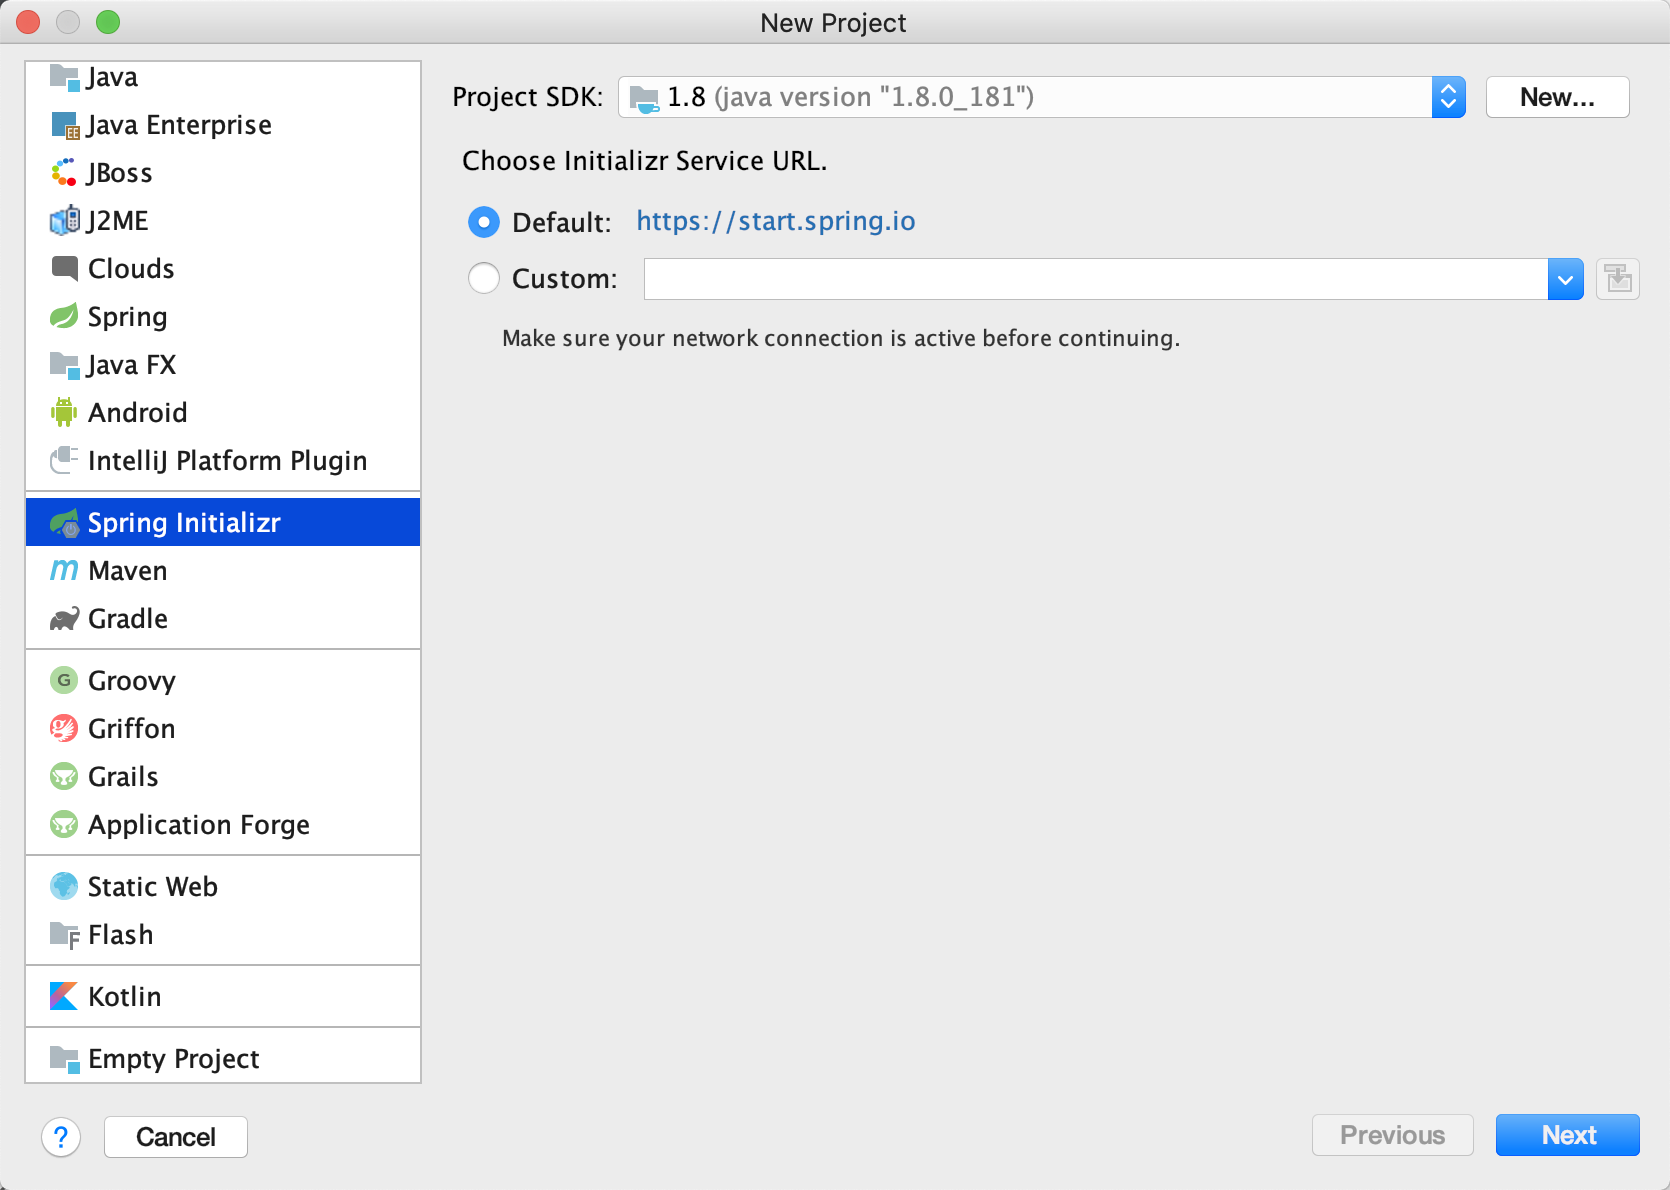 New Project
Java
Java Enterprise
JBoss
J2ME
Clouds
Spring
Java FX
Android
IntelliJ Platform Plugin
Spring Initializr
Maven
Gradle
Groovy
Griffon
Grails
Application Forge
Static Web
Flash
Kotlin
Empty Project
Project SDK: 1.8 (java version "1.8.0_181") New...
Choose Initializr Service URL.
Default: https://start.spring.io
Custom:
Make sure your network connection is active before continuing.
? Cancel Previous Next